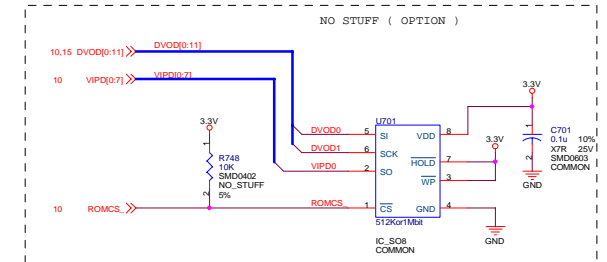 NO STUFF ( OPTION )
10,15 DVOD[0:11]
DVOD[0:11]
10 VIPD[0:7]
VIPD[0:7]
3.3V
1
R748
10K
SMD0402
NO_STUFF
5%
2
10 ROMCS_
ROMCS_
DVOD0
DVOD1
VIPD0
U701
5 SI VDD 8
6 SCK HOLD 7
2 SO WP 3
1 CS GND 4
512Kor1Mbit
IC_SO8
COMMON
3.3V
GND
3.3V
1
2
C701
0.1u 10%
X7R 25V
SMD0603
COMMON
GND